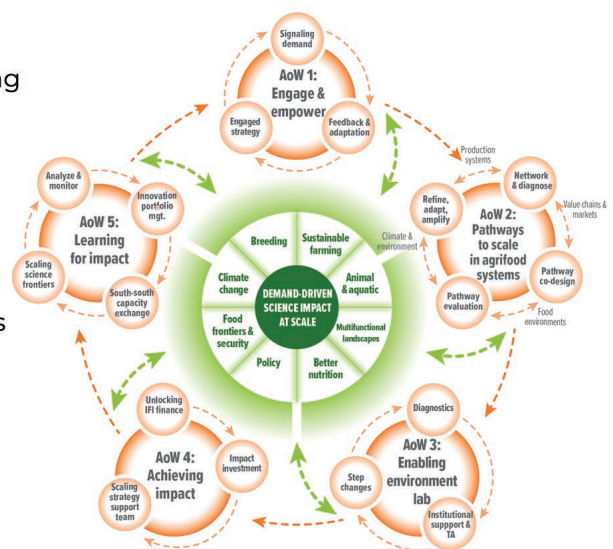 ng
s
Signaling
demand
AoW 1:
Engage &
empower
Engaged
strategy
Feedback &
adaptation
Production
systems
Nettwork
& diagnose
Refine,
adapt,
amplify
AoW 2:
Pathways
to scale
in agrifood
systems
Value chains &
markets
Climate &
environment
Pathway
co-design
Pathway
evaluation
Food
environments
Analyze &
monitor
Innovation
portfolio
mgt.
AoW 5:
Learning
for impact
Scaling
science
frontiers
South-south
capacity
exchange
Breeding
Sustainable
farming
Climate
change
Animal
& aquatic
DEMAND-DRIVEN
SCIENCE IMPACT
AT SCALE
Food
frontiers &
security
Multifunctional
landscapes
Policy
Better
nutrition
Unlocking
IFI finance
AoW 4:
Achieving
impact
Impact
investment
Scaling
strategy
support
team
Diagnostics
AoW 3:
Enabling
environment
lab
Step
changes
Institutional
suppport &
TA